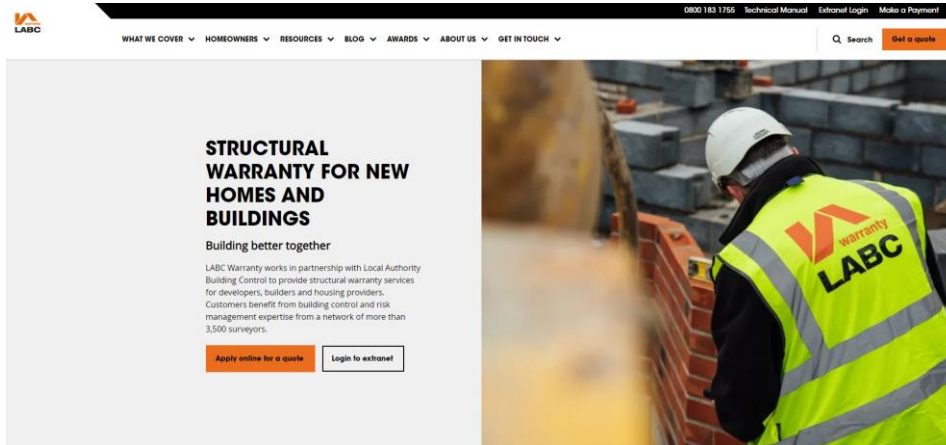 0800 183 1755 Technical Manual Extranet Login Make a Payment
warranty
LABC
WHAT WE COVER HOMEOWNERS RESOURCES BLOG AWARDS ABOUT US GET IN TOUCH Search Get a quote
STRUCTURAL
WARRANTY FOR NEW
HOMES AND
BUILDINGS
Building better together
LABC Warranty works in partnership with Local Authority
Building Control to provide structural warranty services
for developers, builders and housing providers.
Customers benefit from building control and risk
management expertise from a network of more than
3,500 surveyors.
Apply online for a quote Login to extranet
warranty
LABC